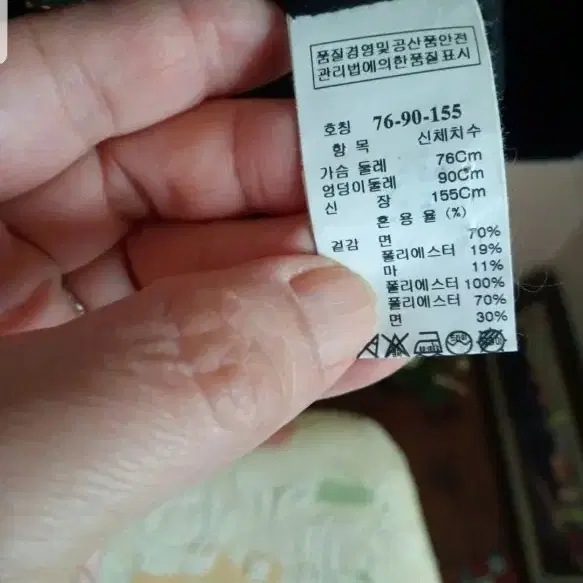 품질경영및공산품안전
관리법에의한품질표시
호칭 76-90-155
항 목 신체치수
가슴 둘레 76Cm
엉덩이둘레 90Cm
신 장 155Cm
혼 용 율 (%)
겉감 면 70%
폴리에스터 19%
마 11%
폴리에스터 100%
폴리에스터 70%
면 30%